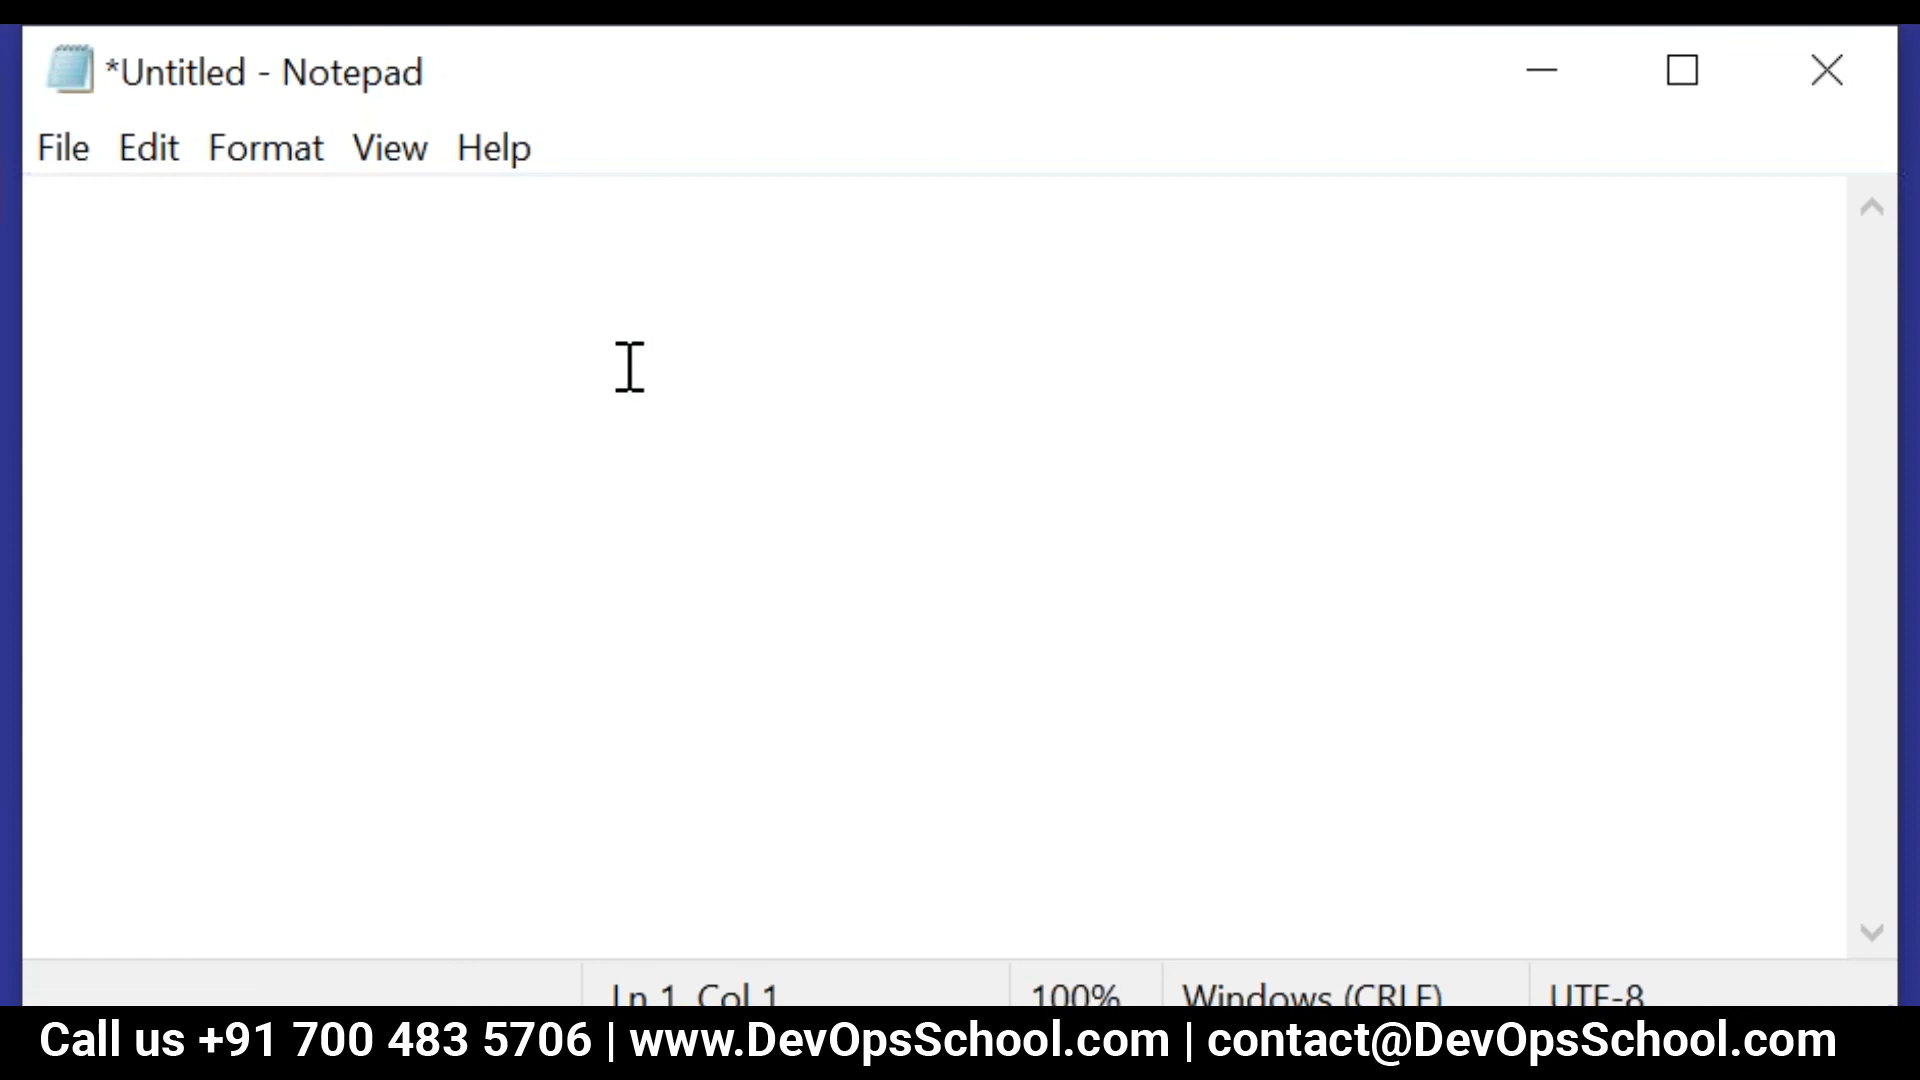 *Untitled - Notepad
File Edit Format View Help
Ln 1, Col 1 100% Windows (CRLF) UTF-8
Call us +91 700 483 5706 | www.DevOpsSchool.com | contact@DevOpsSchool.com